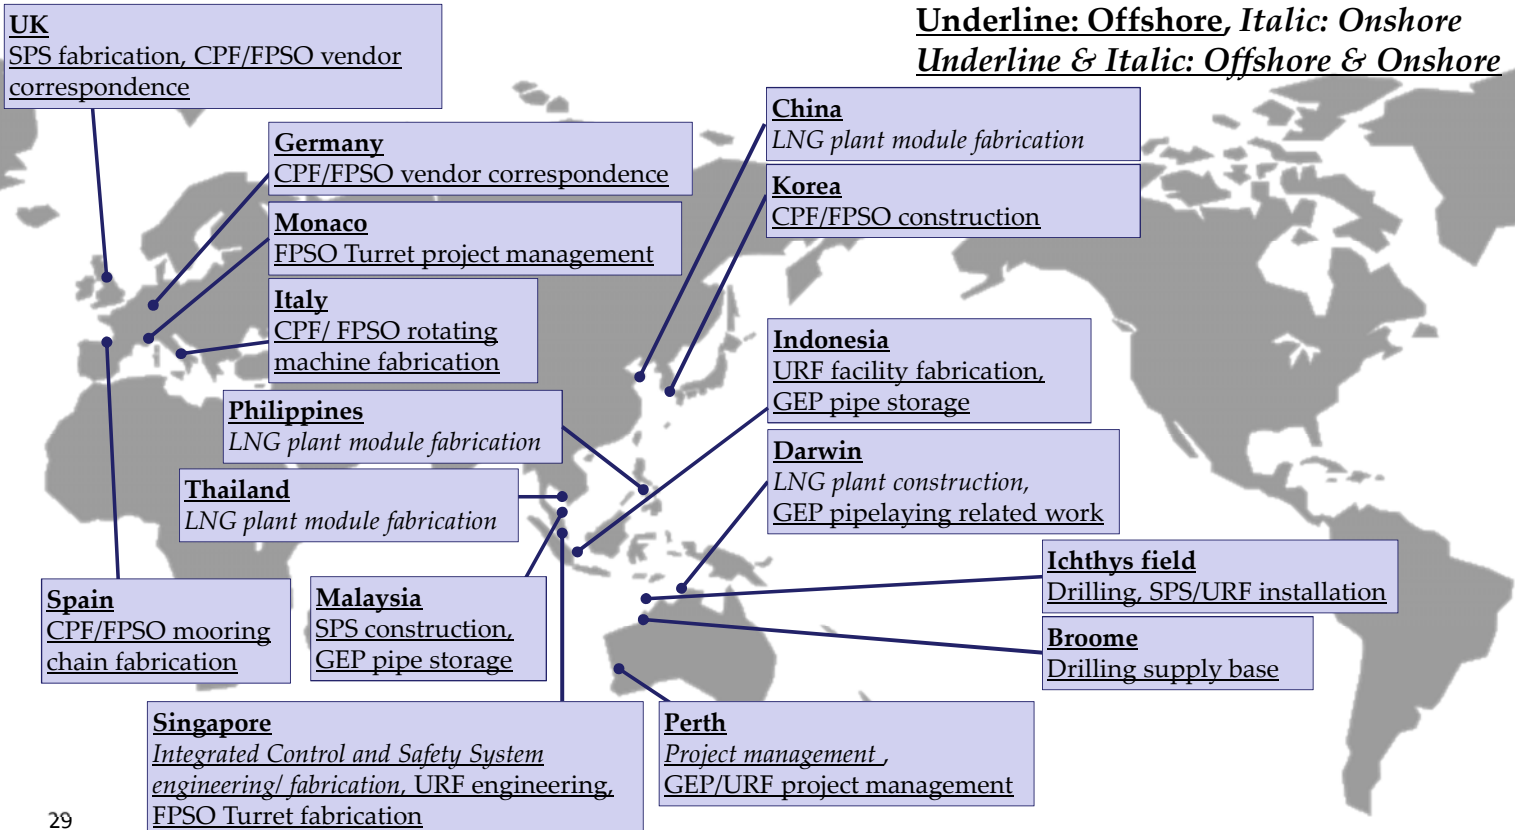 Underline: Offshore, Italic: Onshore
Underline & Italic: Offshore & Onshore
UK
SPS fabrication, CPF/FPSO vendor
correspondence
Germany
CPF/FPSO vendor correspondence
Monaco
FPSO Turret project management
Italy
CPF/ FPSO rotating
machine fabrication
Philippines
LNG plant module fabrication
Thailand
LNG plant module fabrication
Spain
CPF/FPSO mooring
chain fabrication
Malaysia
SPS construction,
GEP pipe storage
Singapore
Integrated Control and Safety System
engineering/ fabrication, URF engineering,
FPSO Turret fabrication
China
LNG plant module fabrication
Korea
CPF/FPSO construction
Indonesia
URF facility fabrication,
GEP pipe storage
Darwin
LNG plant construction,
GEP pipelaying related work
Ichthys field
Drilling, SPS/URF installation
Broome
Drilling supply base
Perth
Project management ,
GEP/URF project management
29